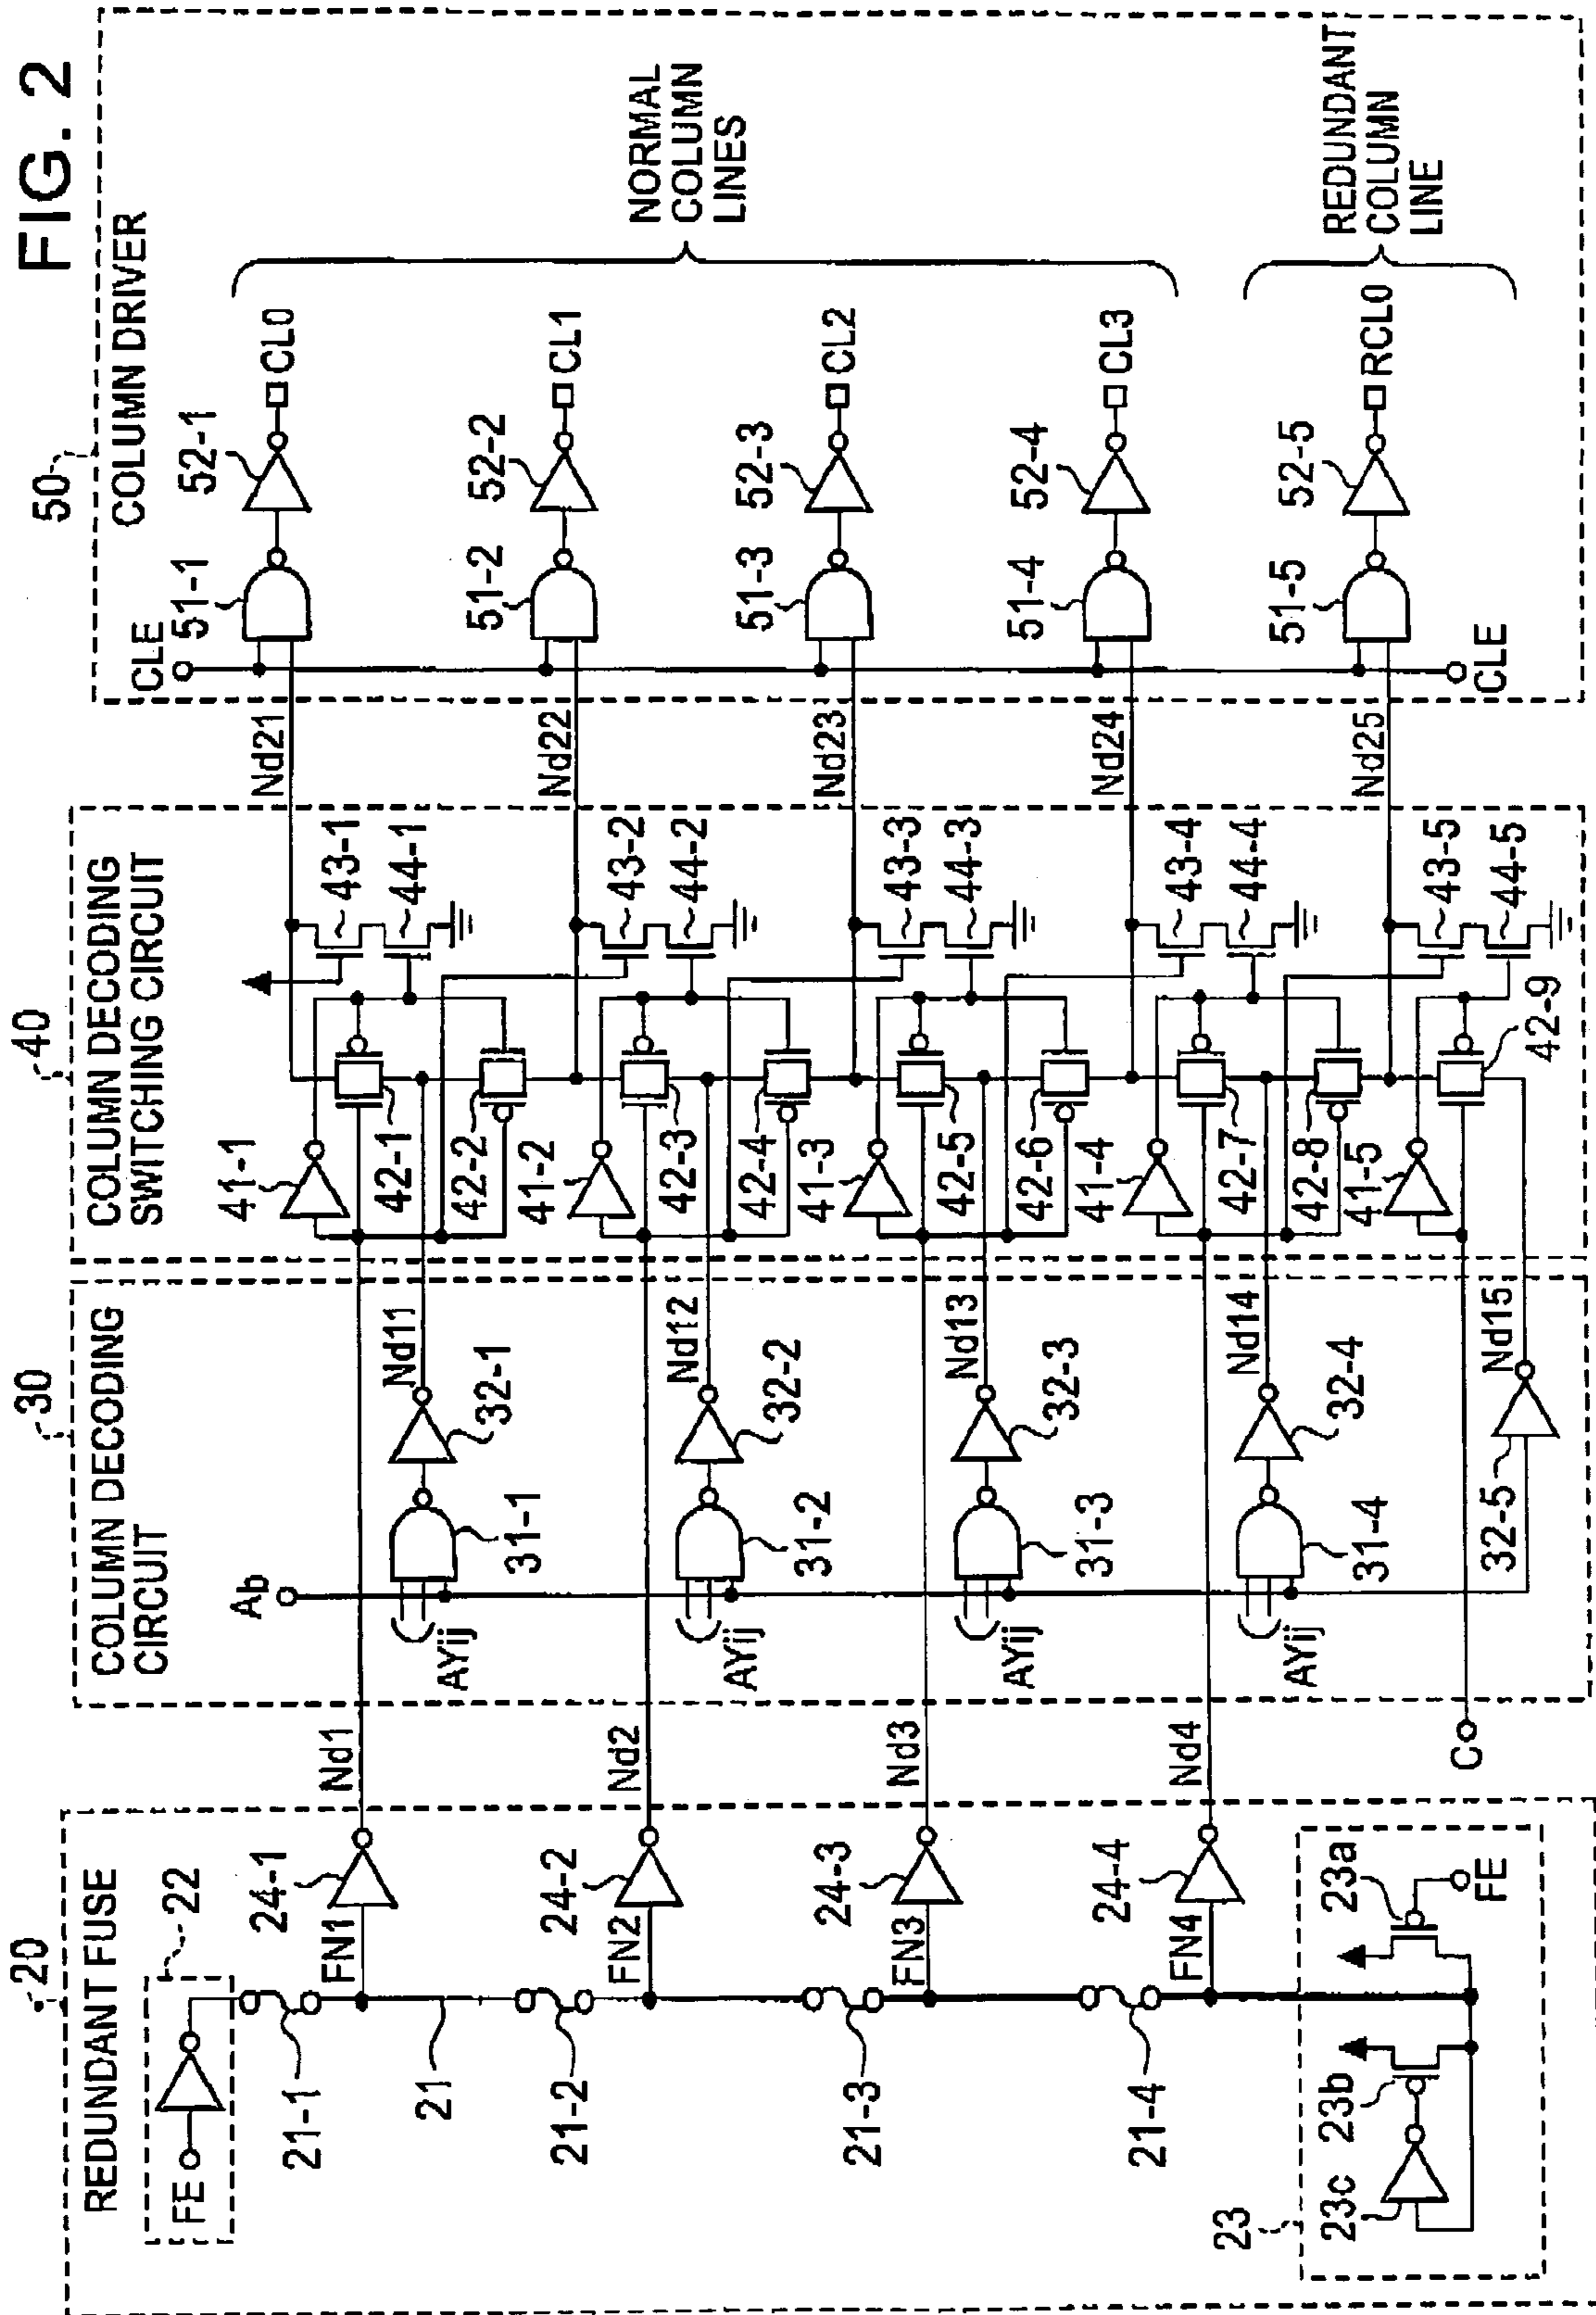 FIG. 2
20
REDUNDANT FUSE
22
FE
21-1
24-1
FN1
Nd1
21
21-2
24-2
FN2
Nd2
21-3
24-3
FN3
Nd3
21-4
24-4
FN4
Nd4
23
23c
23b
23a
FE
C
30
COLUMN DECODING
CIRCUIT
Ab
AYij
31-1
32-1
Nd11
AYij
31-2
32-2
Nd12
AYij
31-3
32-3
Nd13
AYij
31-4
32-4
Nd14
32-5
Nd15
40
COLUMN DECODING
SWITCHING CIRCUIT
41-1
42-1
42-2
43-1
44-1
41-2
42-3
42-4
43-2
44-2
41-3
42-5
42-6
43-3
44-3
41-4
42-7
42-8
43-4
44-4
41-5
42-9
43-5
44-5
Nd21
Nd22
Nd23
Nd24
Nd25
50
COLUMN DRIVER
CLE
51-1
52-1
CL0
51-2
52-2
CL1
51-3
52-3
CL2
51-4
52-4
CL3
51-5
52-5
RCL0
CLE
NORMAL
COLUMN
LINES
REDUNDANT
COLUMN
LINE